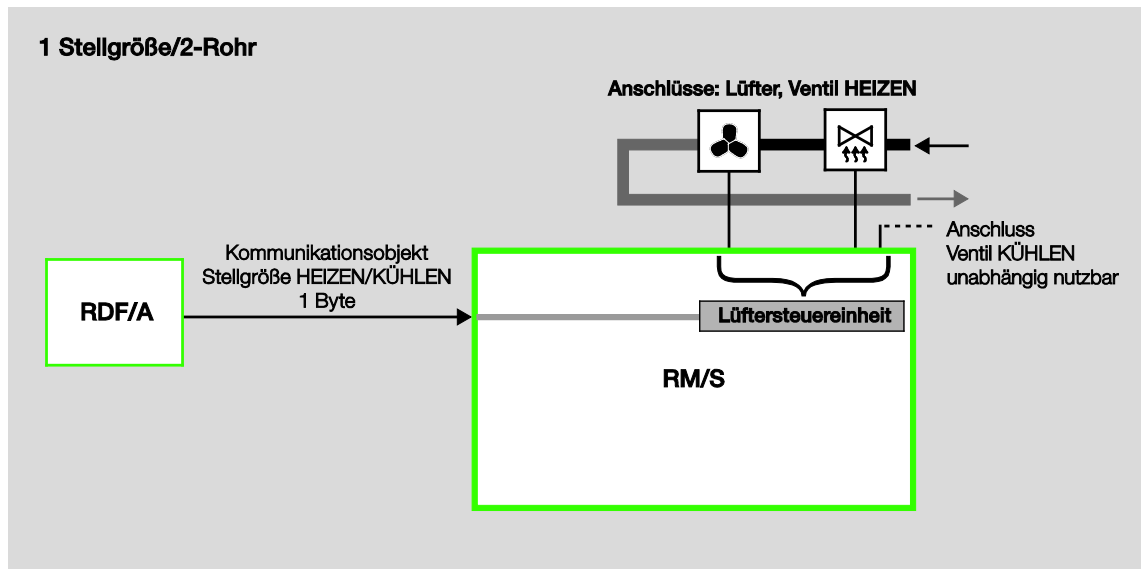 1 Stellgröße/2-Rohr
Anschlüsse: Lüfter, Ventil HEIZEN
Anschluss
Ventil KÜHLEN
unabhängig nutzbar
Kommunikationsobjekt
Stellgröße HEIZEN/KÜHLEN
1 Byte
RDF/A
Lüftersteuereinheit
RM/S